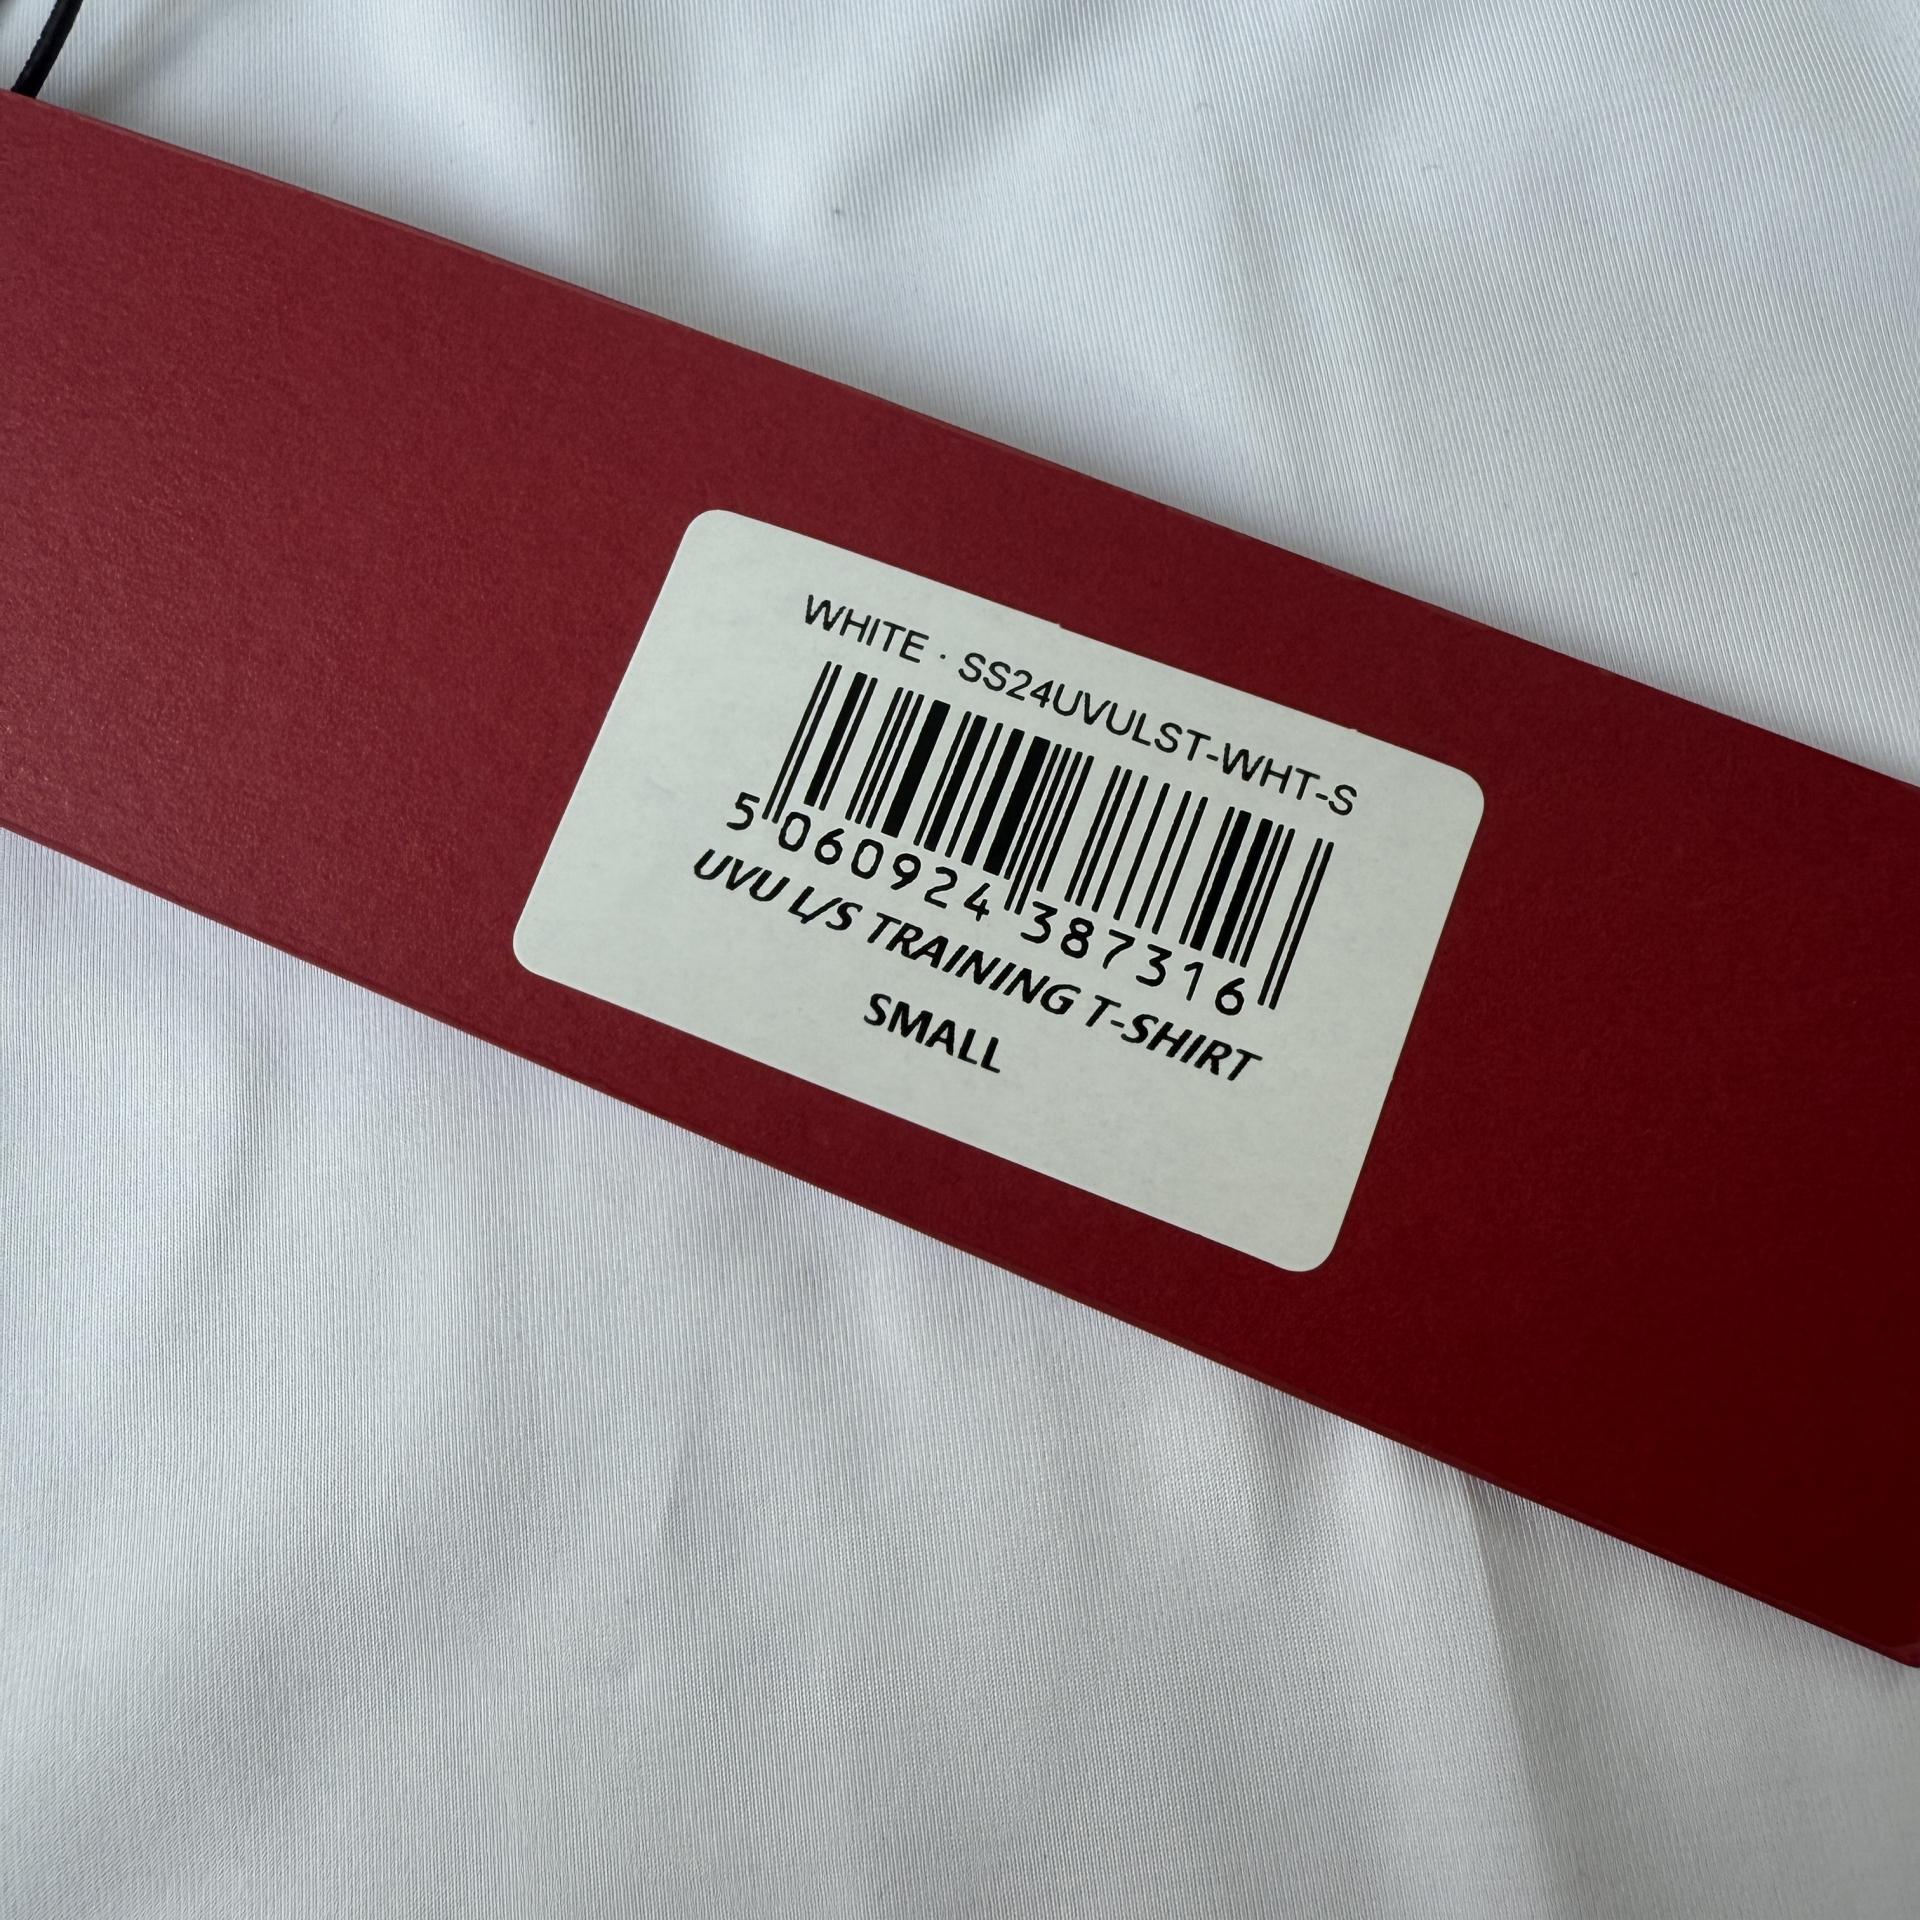 WHITE · SS24UVULST-WHT-S
5 060924 387316
UVU L/S TRAINING T-SHIRT
SMALL